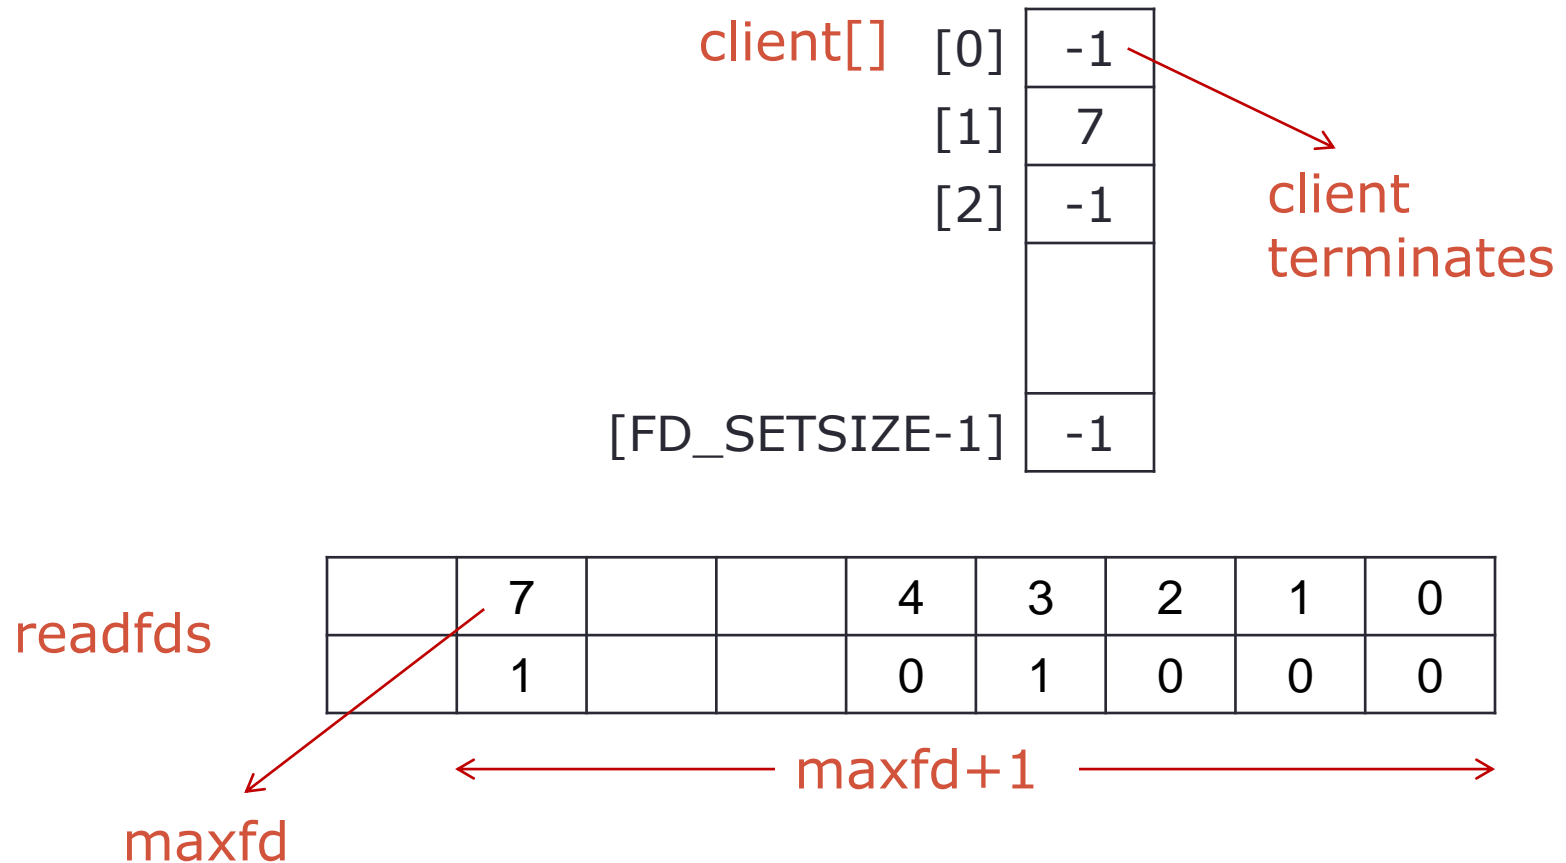 client[] [0] -1
[1] 7
[2] -1
client
terminates
[FD_SETSIZE-1] -1
7 4 3 2 1 0
readfds
1 0 1 0 0 0
maxfd+1
maxfd